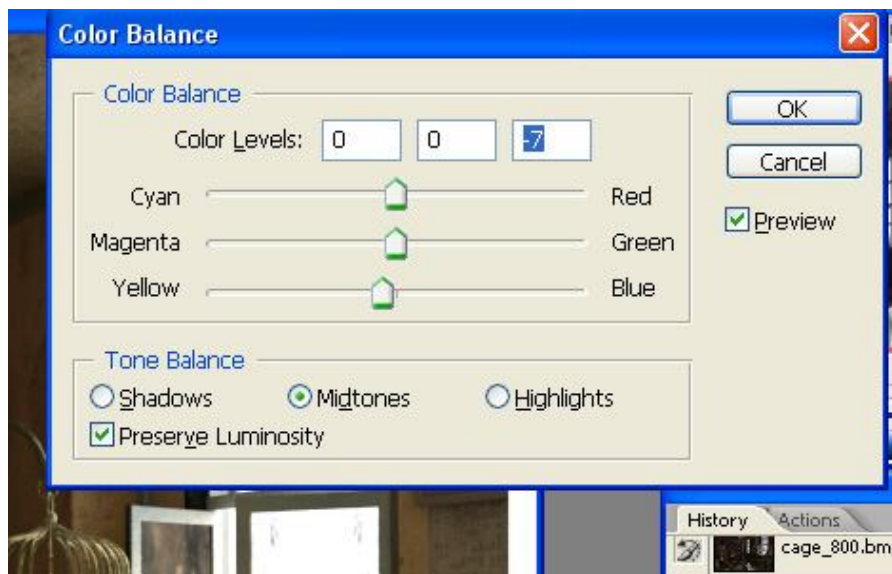 Color Balance
Color Balance
OK
Color Levels: 0 0 -7
Cancel
Cyan Red
Preview
Magenta Green
Yellow Blue
Tone Balance
Shadows Midtones Highlights
Preserve Luminosity
History Actions
cage_800.bm